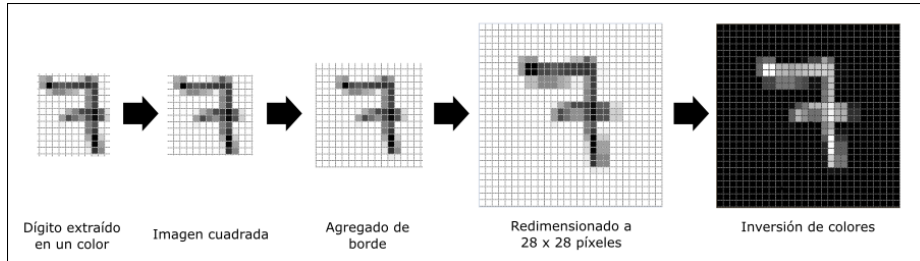 Dígito extraído
en un color
Imagen cuadrada
Agregado de
borde
Redimensionado a
28 x 28 píxeles
Inversión de colores